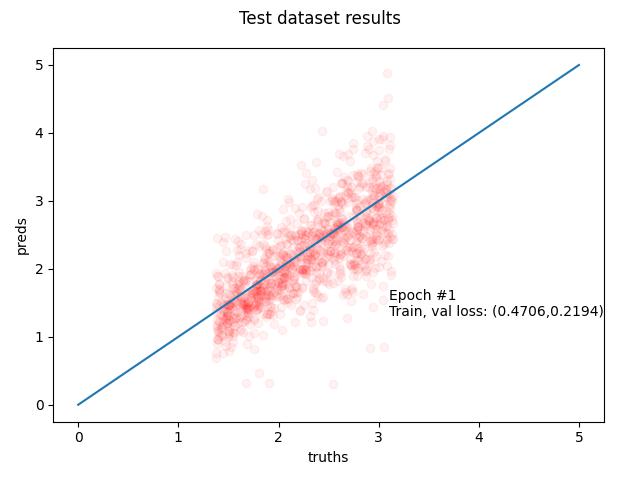 Test dataset results
5
4
3
2
1
0
preds
Epoch #1
Train, val loss: (0.4706,0.2194)
0 1 2 3 4 5
truths